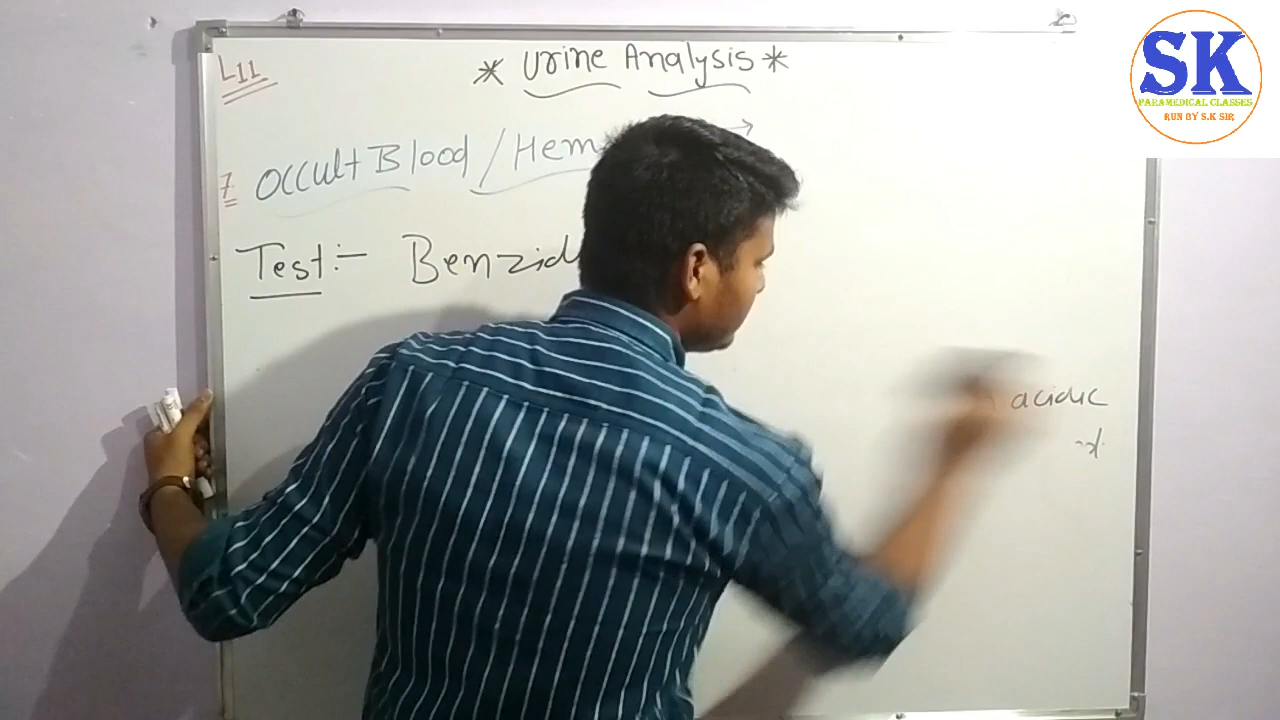 L11
* Urine Analysis *
7 Occult Blood / Hem
Test :- Benzid
acidic
SK
PARAMEDICAL CLASSES
RUN BY S.K SIR